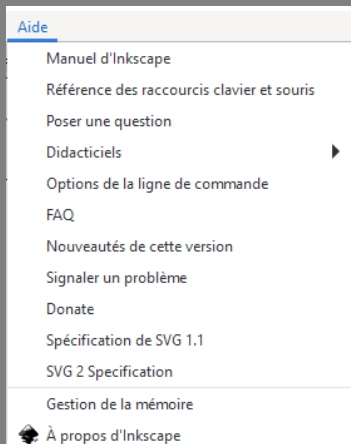 Aide
Manuel d'Inkscape
Référence des raccourcis clavier et souris
Poser une question
Didacticiels
Options de la ligne de commande
FAQ
Nouveautés de cette version
Signaler un problème
Donate
Spécification de SVG 1.1
SVG 2 Specification
Gestion de la mémoire
À propos d'Inkscape